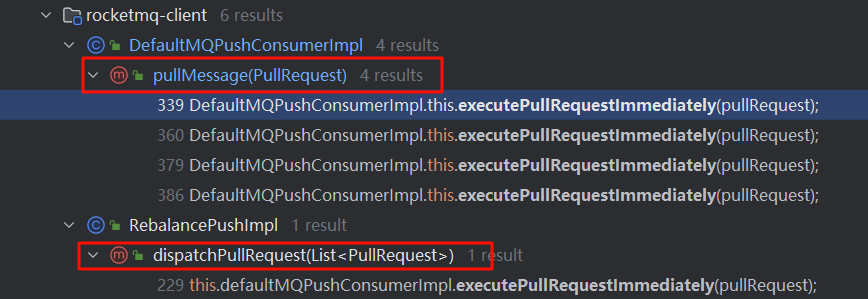 rocketmq-client 6 results
DefaultMQPushConsumerImpl 4 results
pullMessage(PullRequest) 4 results
339 DefaultMQPushConsumerImpl.this.executePullRequestImmediately(pullRequest);
360 DefaultMQPushConsumerImpl.this.executePullRequestImmediately(pullRequest);
379 DefaultMQPushConsumerImpl.this.executePullRequestImmediately(pullRequest);
386 DefaultMQPushConsumerImpl.this.executePullRequestImmediately(pullRequest);
RebalancePushImpl 1 result
dispatchPullRequest(List<PullRequest>) 1 result
229 this.defaultMQPushConsumerImpl.executePullRequestImmediately(pullRequest);